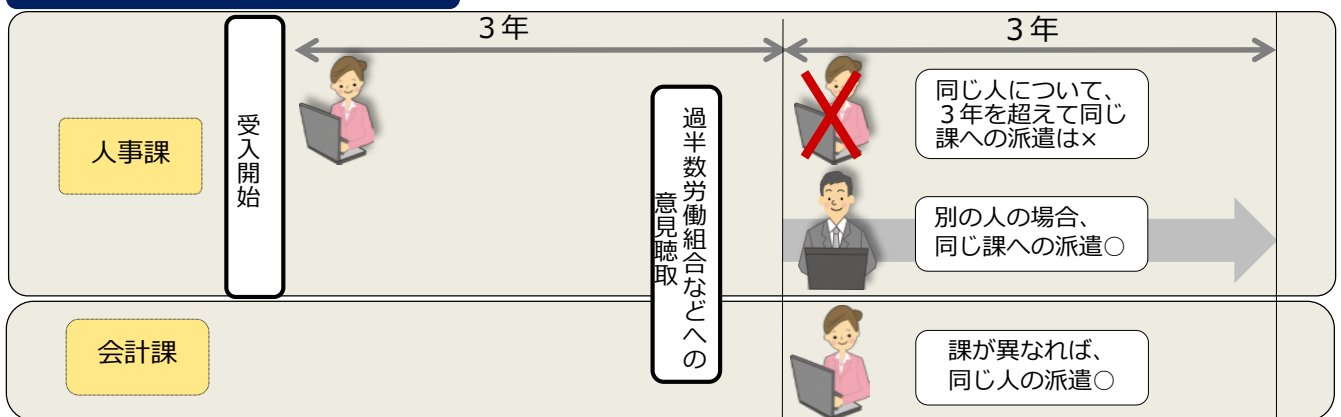 ３年
３年
人事課
受入開始
過半数労働組合などへの
意見聴取
同じ人について、
３年を超えて同じ
課への派遣は×
別の人の場合、
同じ課への派遣○
会計課
課が異なれば、
同じ人の派遣○